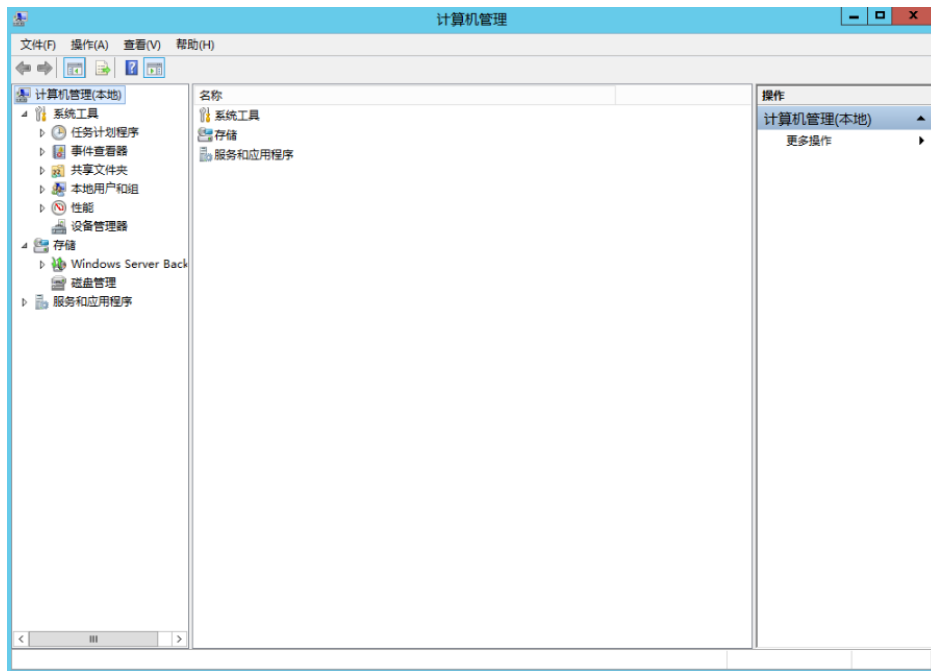 计算机管理
文件(F) 操作(A) 查看(V) 帮助(H)
计算机管理(本地)
系统工具
任务计划程序
事件查看器
共享文件夹
本地用户和组
性能
设备管理器
存储
Windows Server Back
磁盘管理
服务和应用程序
名称
系统工具
存储
服务和应用程序
操作
计算机管理(本地)
更多操作